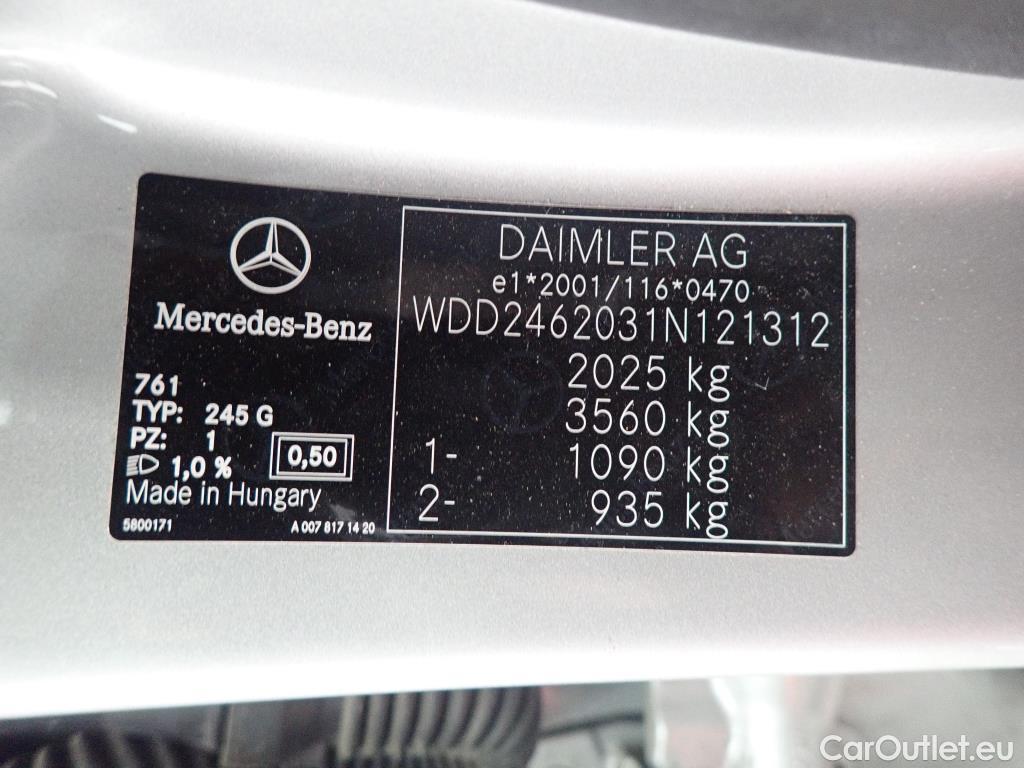 Mercedes-Benz
761
TYP: 245 G
PZ: 1
1,0 %
0,50
Made in Hungary
5800171
A 007 817 14 20
DAIMLER AG
e1*2001/116*0470
WDD2462031N121312
2025 kg
3560 kg
1- 1090 kg
2- 935 kg
CarOutlet.eu